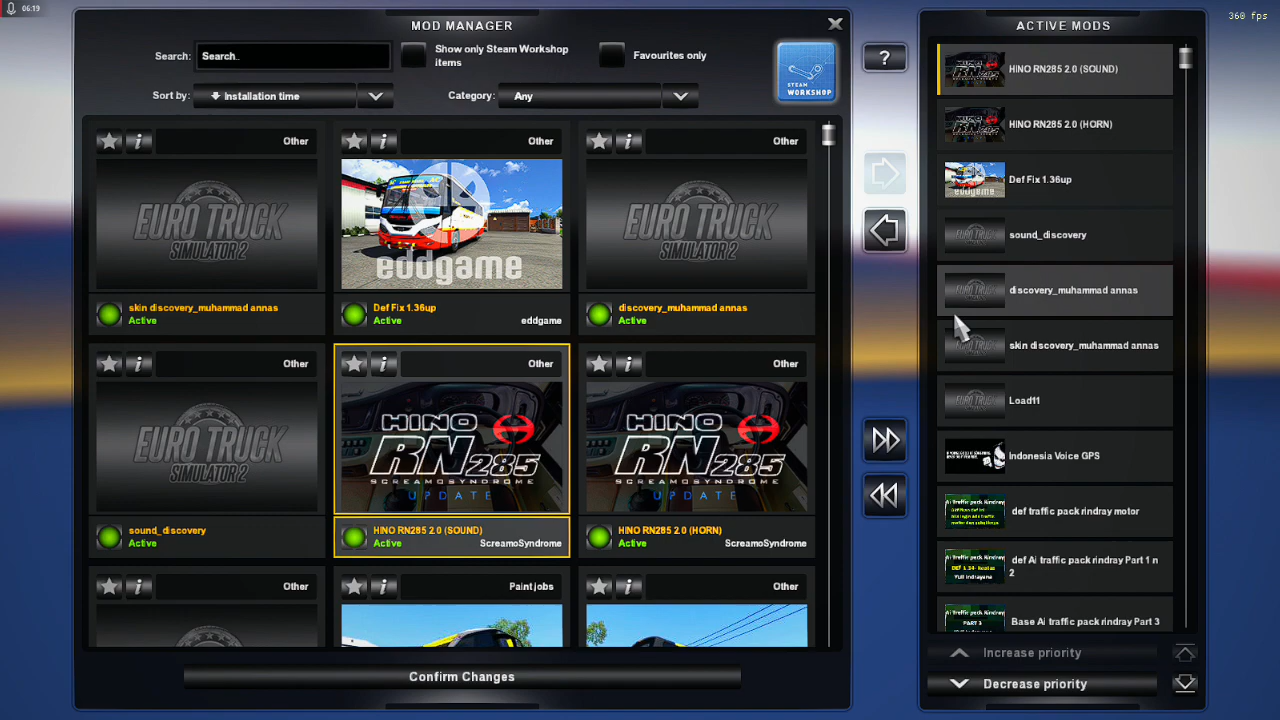 06:19
360 fps
MOD MANAGER
Search:
Search..
Show only Steam Workshop
items
Favourites only
STEAM
WORKSHOP
Sort by:
Installation time
Category:
Any
?
Other
Other
Other
EURO TRUCK
SIMULATOR 2
eddgame
EURO TRUCK
SIMULATOR 2
skin discovery_muhammad annas
Active
Def Fix 1.36up
Active
eddgame
discovery_muhammad annas
Active
Other
Other
Other
EURO TRUCK
SIMULATOR 2
HINO
RN285
SCREAMOSYNDROME
UPDATE
HINO
RN285
SCREAMOSYNDROME
UPDATE
sound_discovery
Active
HINO RN285 2.0 (SOUND)
Active
ScreamoSyndrome
HINO RN285 2.0 (HORN)
Active
ScreamoSyndrome
Other
Paint jobs
Other
Confirm Changes
ACTIVE MODS
HINO RN285 2.0 (SOUND)
HINO RN285 2.0 (HORN)
Def Fix 1.36up
eddgame
sound_discovery
discovery_muhammad annas
skin discovery_muhammad annas
Load11
Indonesia Voice GPS
def traffic pack rindray motor
def Ai traffic pack rindray Part 1 n
2
Base Ai traffic pack rindray Part 3
Increase priority
Decrease priority